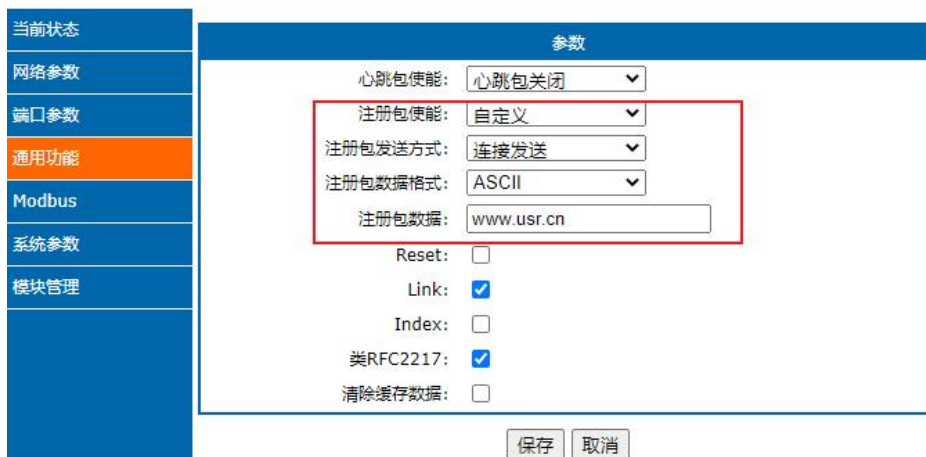 当前状态
网络参数
端口参数
通用功能
Modbus
系统参数
模块管理
参数
心跳包使能: 心跳包关闭
注册包使能: 自定义
注册包发送方式: 连接发送
注册包数据格式: ASCII
注册包数据: www.usr.cn
Reset:
Link:
Index:
类RFC2217:
清除缓存数据:
保存 取消